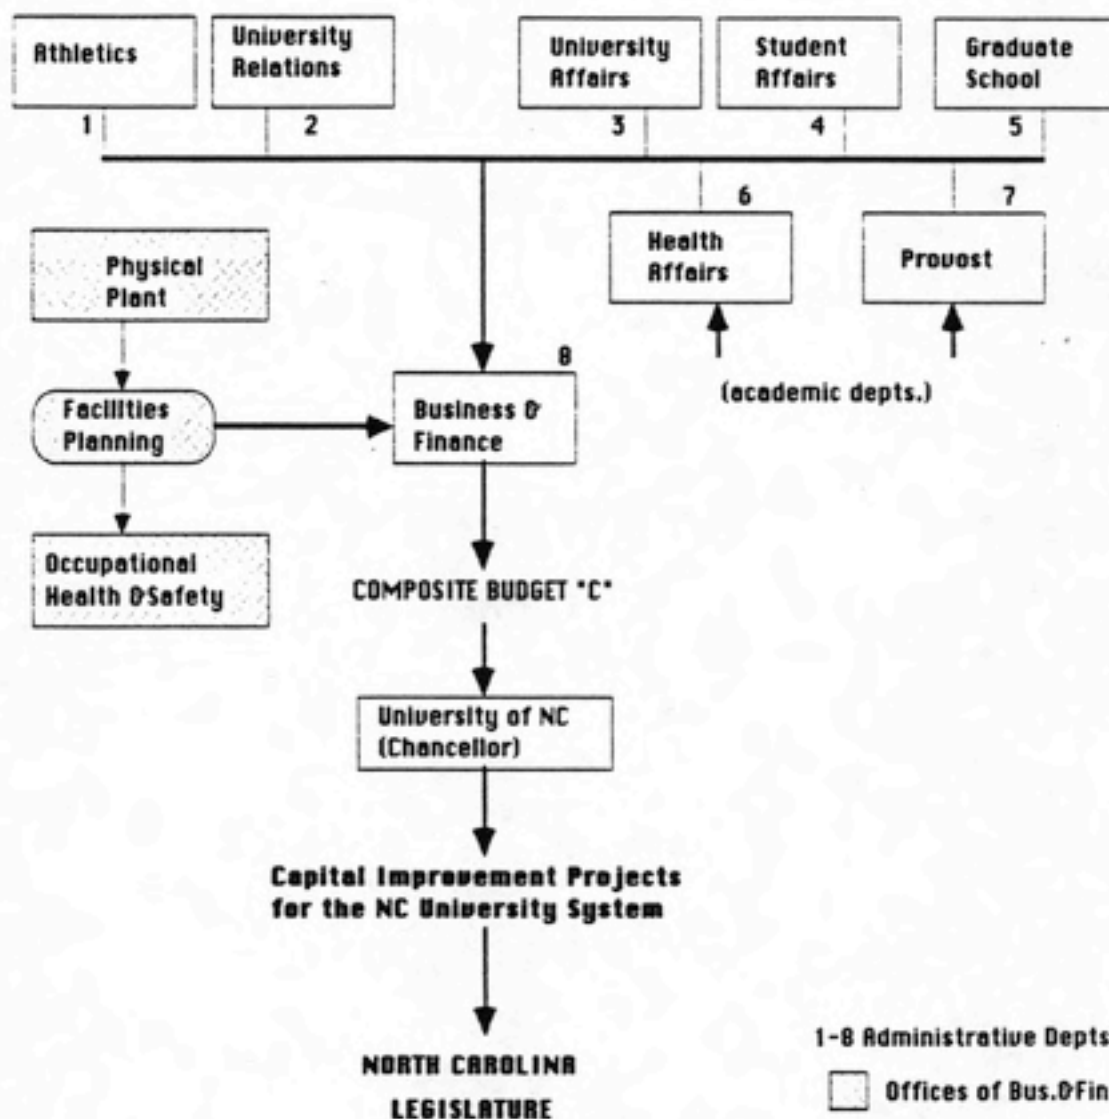 Athletics
University
Relations
University
Affairs
Student
Affairs
Graduate
School
1
2
3
4
5
6
7
Health
Affairs
Provost
Physical
Plant
(academic depts.)
8
Facilities
Planning
Business &
Finance
Occupational
Health &Safety
COMPOSITE BUDGET "C"
University of NC
(Chancellor)
Capital Improvement Projects
for the NC University System
NORTH CAROLINA
LEGISLATURE
1-8 Administrative Depts
Offices of Bus.&Fin